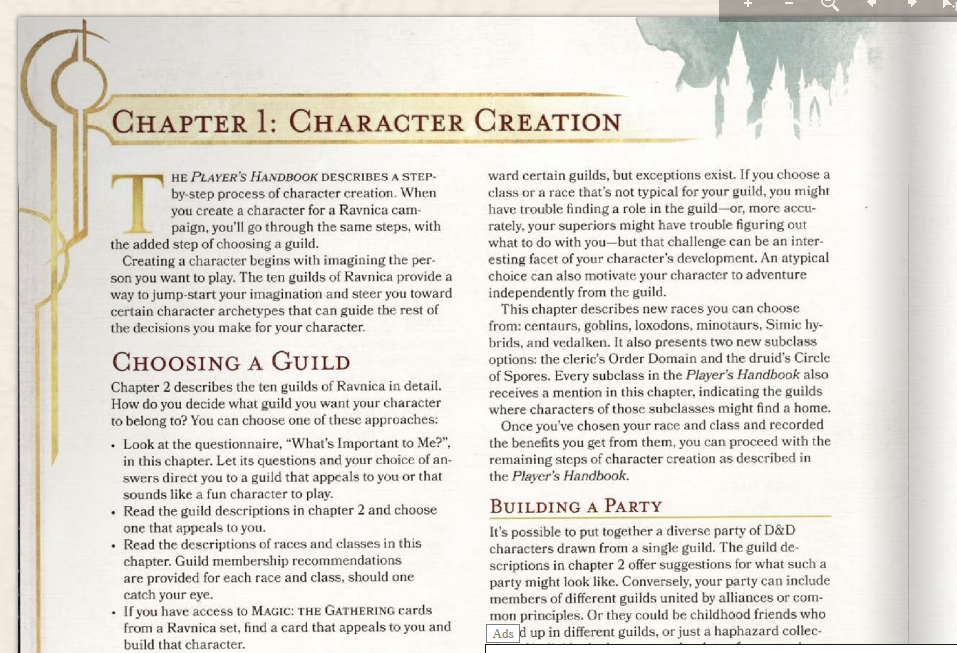 CHAPTER 1: CHARACTER CREATION
THE PLAYER'S HANDBOOK DESCRIBES A STEP-
by-step process of character creation. When
you create a character for a Ravnica cam-
paign, you'll go through the same steps, with
the added step of choosing a guild.
Creating a character begins with imagining the per-
son you want to play. The ten guilds of Ravnica provide a
way to jump-start your imagination and steer you toward
certain character archetypes that can guide the rest of
the decisions you make for your character.
CHOOSING A GUILD
Chapter 2 describes the ten guilds of Ravnica in detail.
How do you decide what guild you want your character
to belong to? You can choose one of these approaches:
• Look at the questionnaire, “What's Important to Me?”,
in this chapter. Let its questions and your choice of an-
swers direct you to a guild that appeals to you or that
sounds like a fun character to play.
• Read the guild descriptions in chapter 2 and choose
one that appeals to you.
• Read the descriptions of races and classes in this
chapter. Guild membership recommendations
are provided for each race and class, should one
catch your eye.
• If you have access to MAGIC: THE GATHERING cards
from a Ravnica set, find a card that appeals to you and
build that character.
ward certain guilds, but exceptions exist. If you choose a
class or a race that's not typical for your guild, you might
have trouble finding a role in the guild—or, more accu-
rately, your superiors might have trouble figuring out
what to do with you—but that challenge can be an inter-
esting facet of your character's development. An atypical
choice can also motivate your character to adventure
independently from the guild.
This chapter describes new races you can choose
from: centaurs, goblins, loxodons, minotaurs, Simic hy-
brids, and vedalken. It also presents two new subclass
options: the cleric's Order Domain and the druid's Circle
of Spores. Every subclass in the Player's Handbook also
receives a mention in this chapter, indicating the guilds
where characters of those subclasses might find a home.
Once you've chosen your race and class and recorded
the benefits you get from them, you can proceed with the
remaining steps of character creation as described in
the Player's Handbook.
BUILDING A PARTY
It's possible to put together a diverse party of D&D
characters drawn from a single guild. The guild de-
scriptions in chapter 2 offer suggestions for what such a
party might look like. Conversely, your party can include
members of different guilds united by alliances or com-
mon principles. Or they could be childhood friends who
d up in different guilds, or just a haphazard collec-
Ads